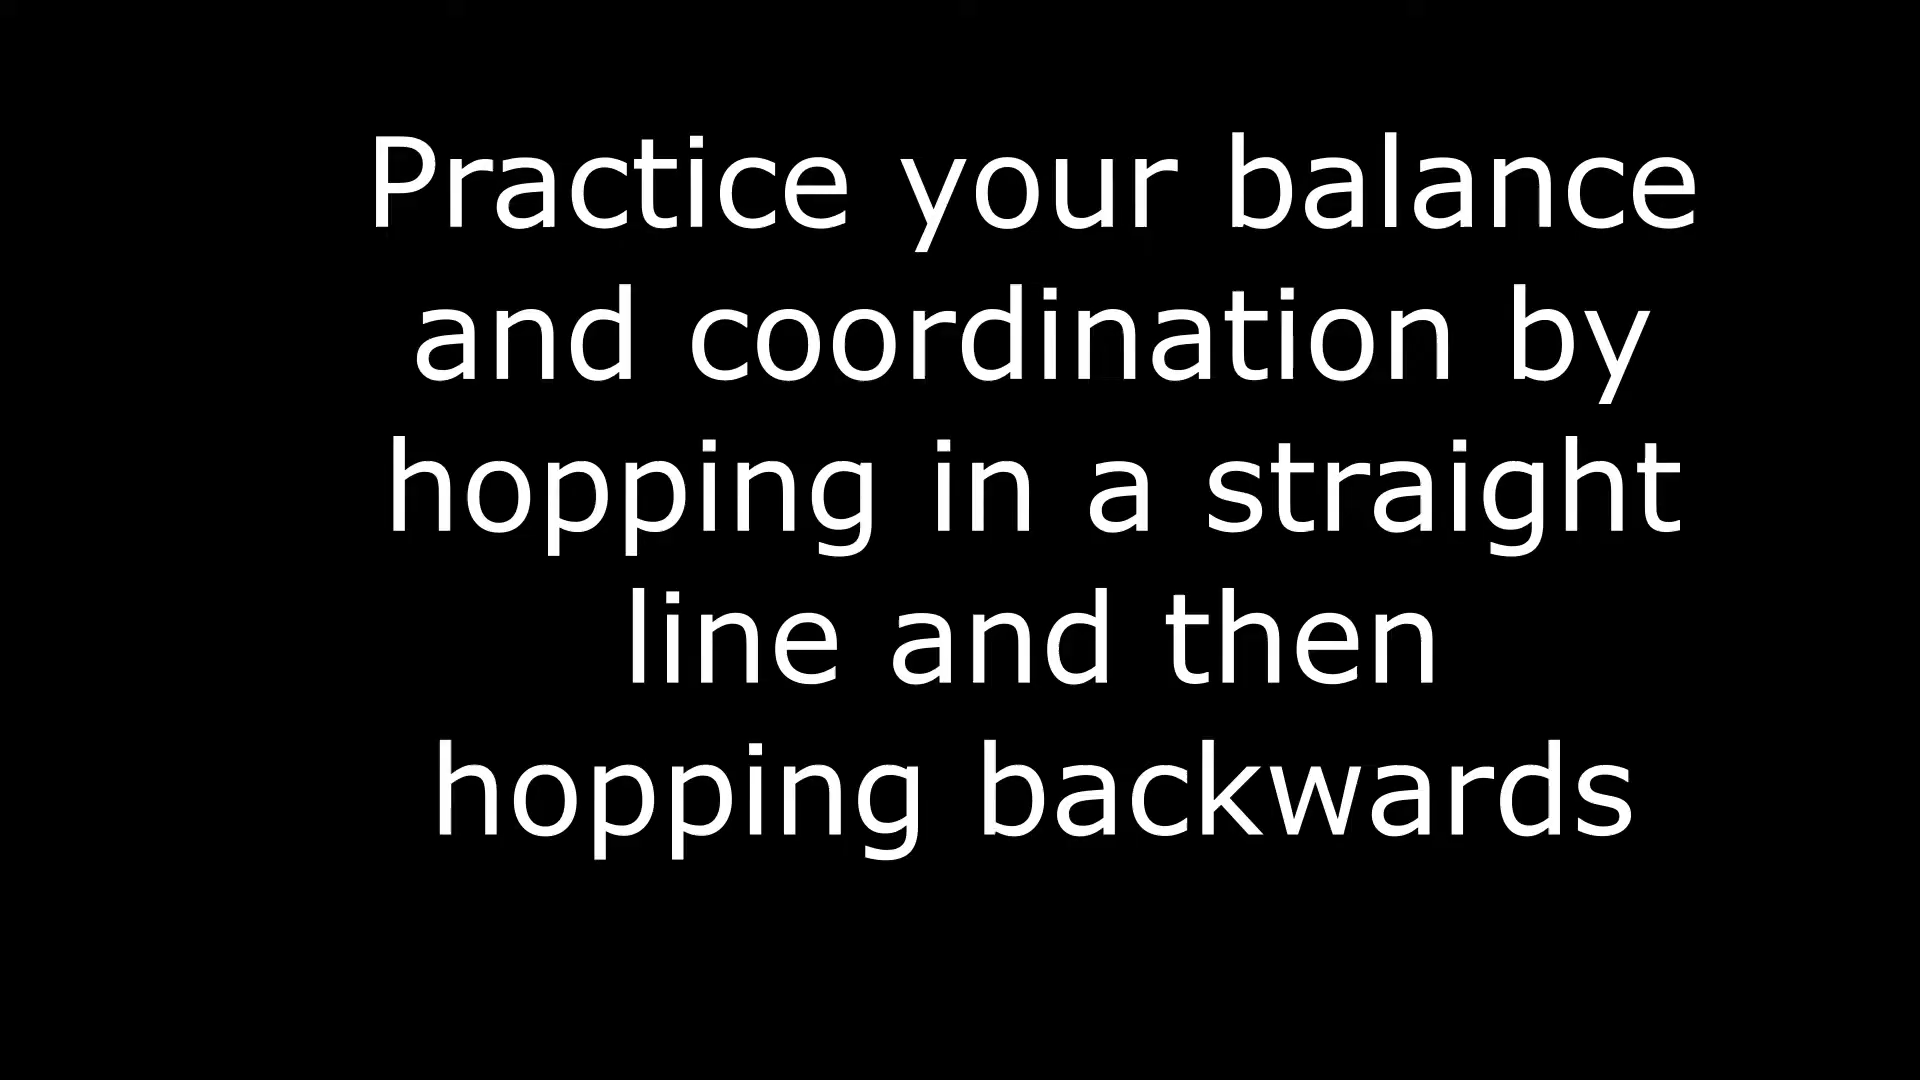 Practice your balance
and coordination by
hopping in a straight
line and then
hopping backwards